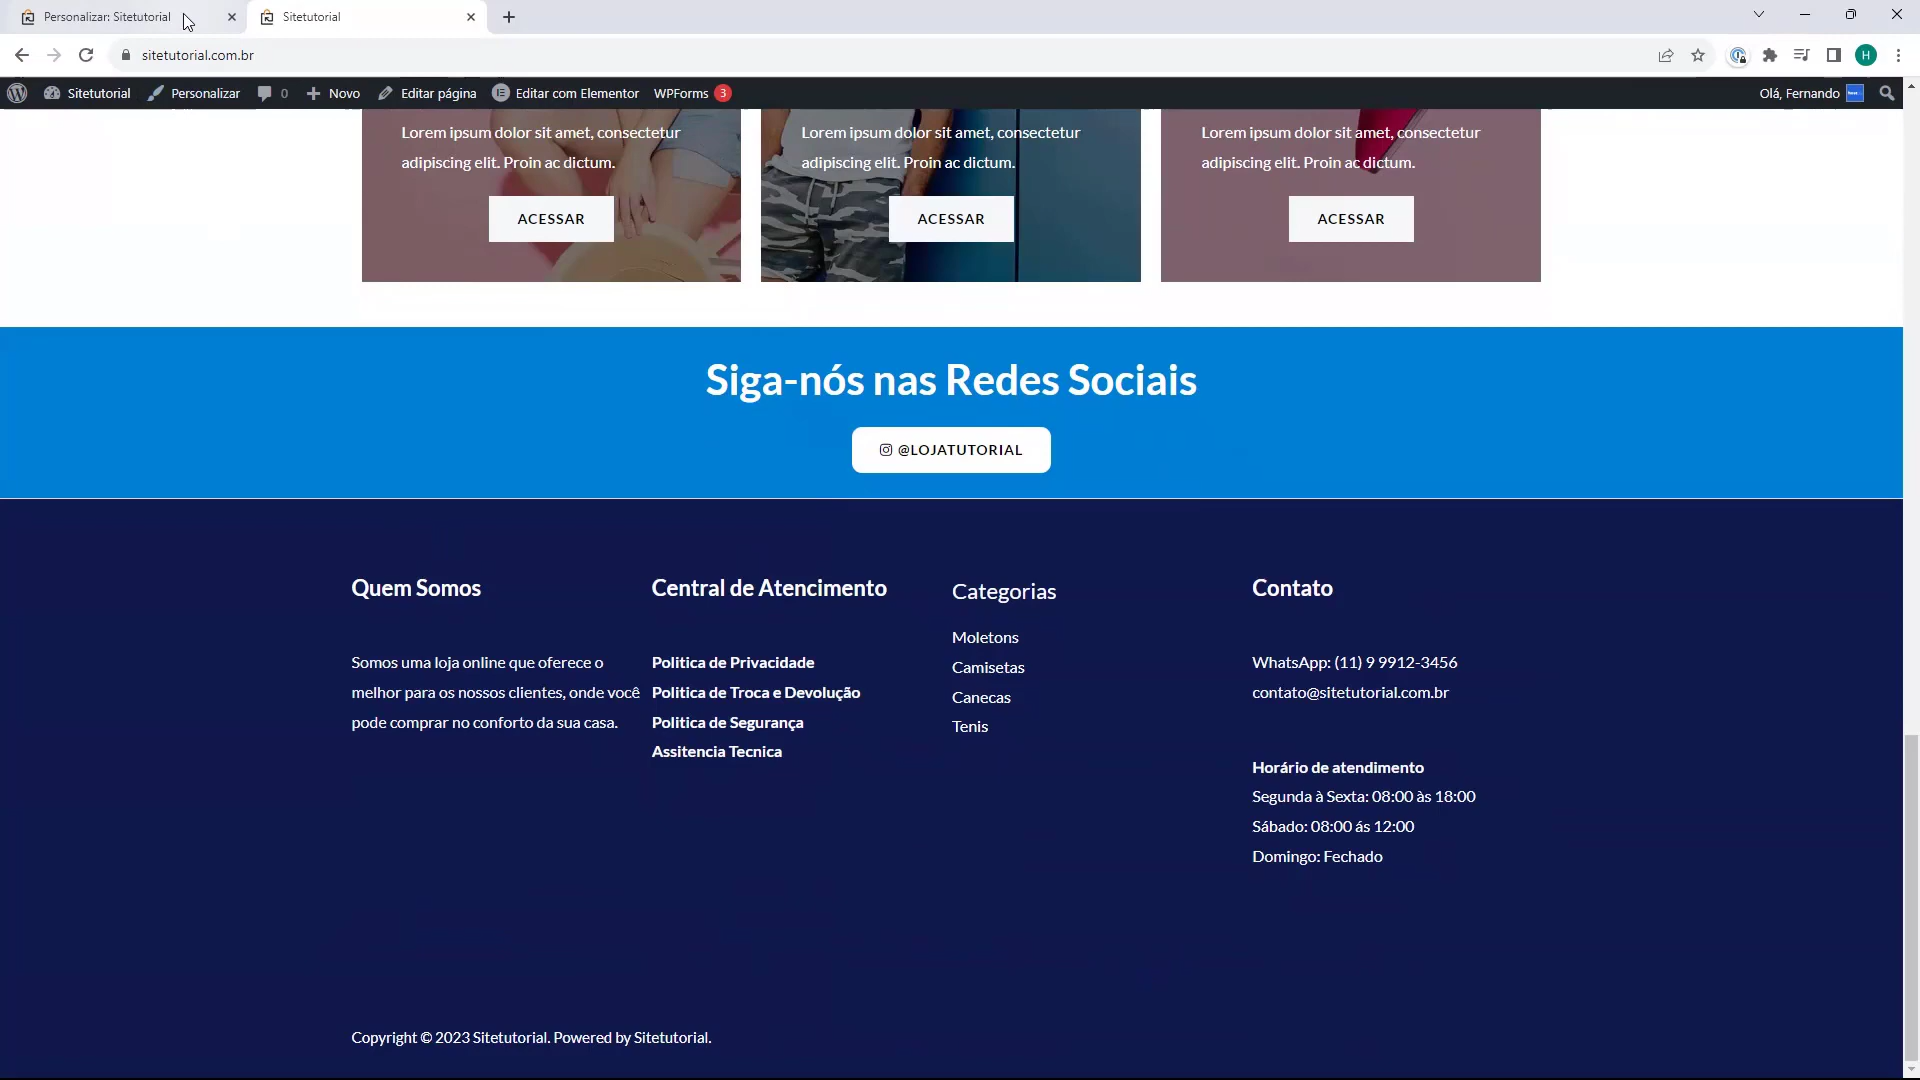 Personalizar: Sitetutorial
Sitetutorial
sitetutorial.com.br
H
Sitetutorial
Personalizar
0
Novo
Editar página
Editar com Elementor
WPForms 3
Olá, Fernando
Lorem ipsum dolor sit amet, consectetur
adipiscing elit. Proin ac dictum.
ACESSAR
Lorem ipsum dolor sit amet, consectetur
adipiscing elit. Proin ac dictum.
ACESSAR
Lorem ipsum dolor sit amet, consectetur
adipiscing elit. Proin ac dictum.
ACESSAR
Siga-nós nas Redes Sociais
@LOJATUTORIAL
Quem Somos
Somos uma loja online que oferece o
melhor para os nossos clientes, onde você
pode comprar no conforto da sua casa.
Central de Atencimento
Politica de Privacidade
Politica de Troca e Devolução
Politica de Segurança
Assitencia Tecnica
Categorias
Moletons
Camisetas
Canecas
Tenis
Contato
WhatsApp: (11) 9 9912-3456
contato@sitetutorial.com.br
Horário de atendimento
Segunda à Sexta: 08:00 às 18:00
Sábado: 08:00 ás 12:00
Domingo: Fechado
Copyright © 2023 Sitetutorial. Powered by Sitetutorial.